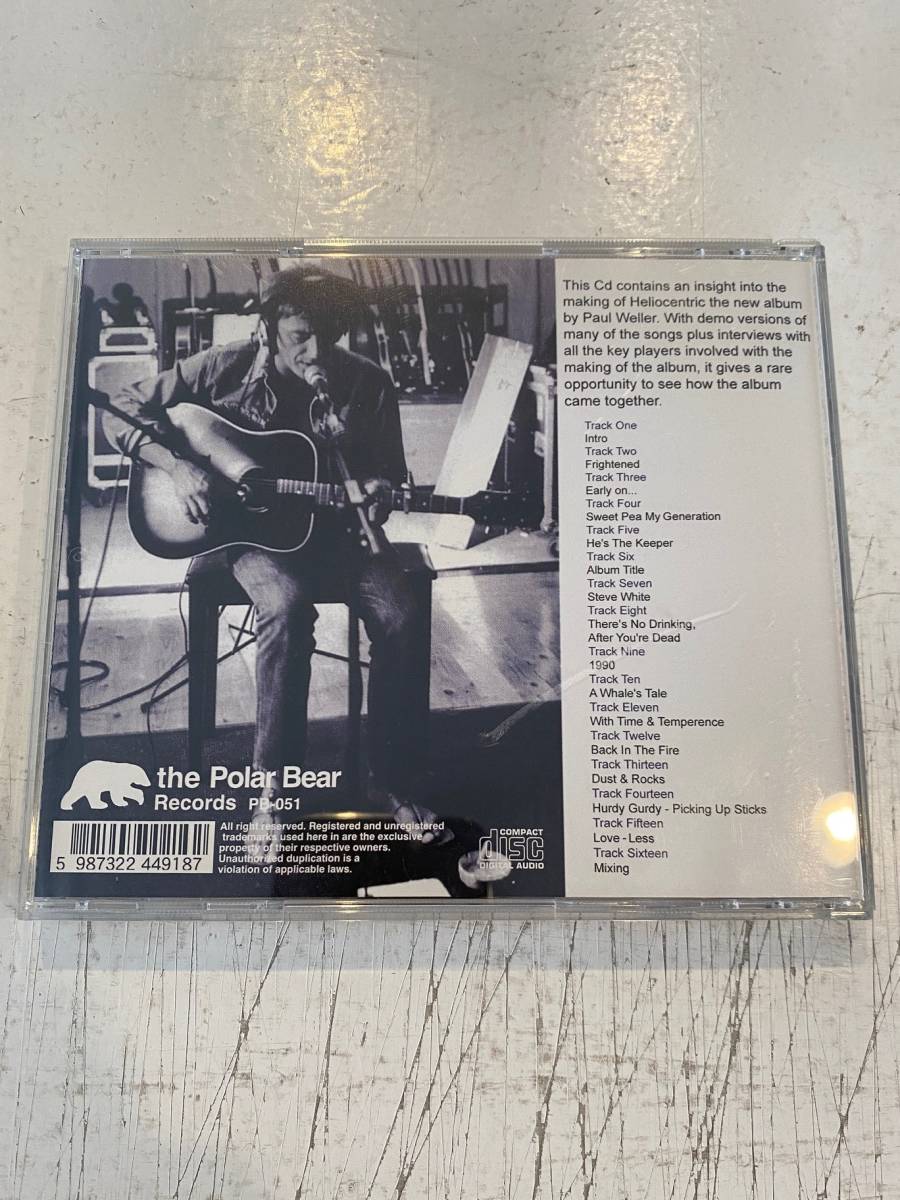 This Cd contains an insight into the
making of Heliocentric the new album
by Paul Weller. With demo versions of
many of the songs plus interviews with
all the key players involved with the
making of the album, it gives a rare
opportunity to see how the album
came together.
Track One
Intro
Track Two
Frightened
Track Three
Early on...
Track Four
Sweet Pea My Generation
Track Five
He's The Keeper
Track Six
Album Title
Track Seven
Steve White
Track Eight
There's No Drinking,
After You're Dead
Track Nine
1990
Track Ten
A Whale's Tale
Track Eleven
With Time & Temperence
Track Twelve
Back In The Fire
Track Thirteen
Dust & Rocks
Track Fourteen
Hurdy Gurdy - Picking Up Sticks
Track Fifteen
Love - Less
Track Sixteen
Mixing
the Polar Bear
Records PB-051
5 987322 449187
All right reserved. Registered and unregistered
trademarks used here in are the exclusive
property of their respective owners.
Unauthorized duplication is a
violation of applicable laws.
COMPACT
disc
DIGITAL AUDIO